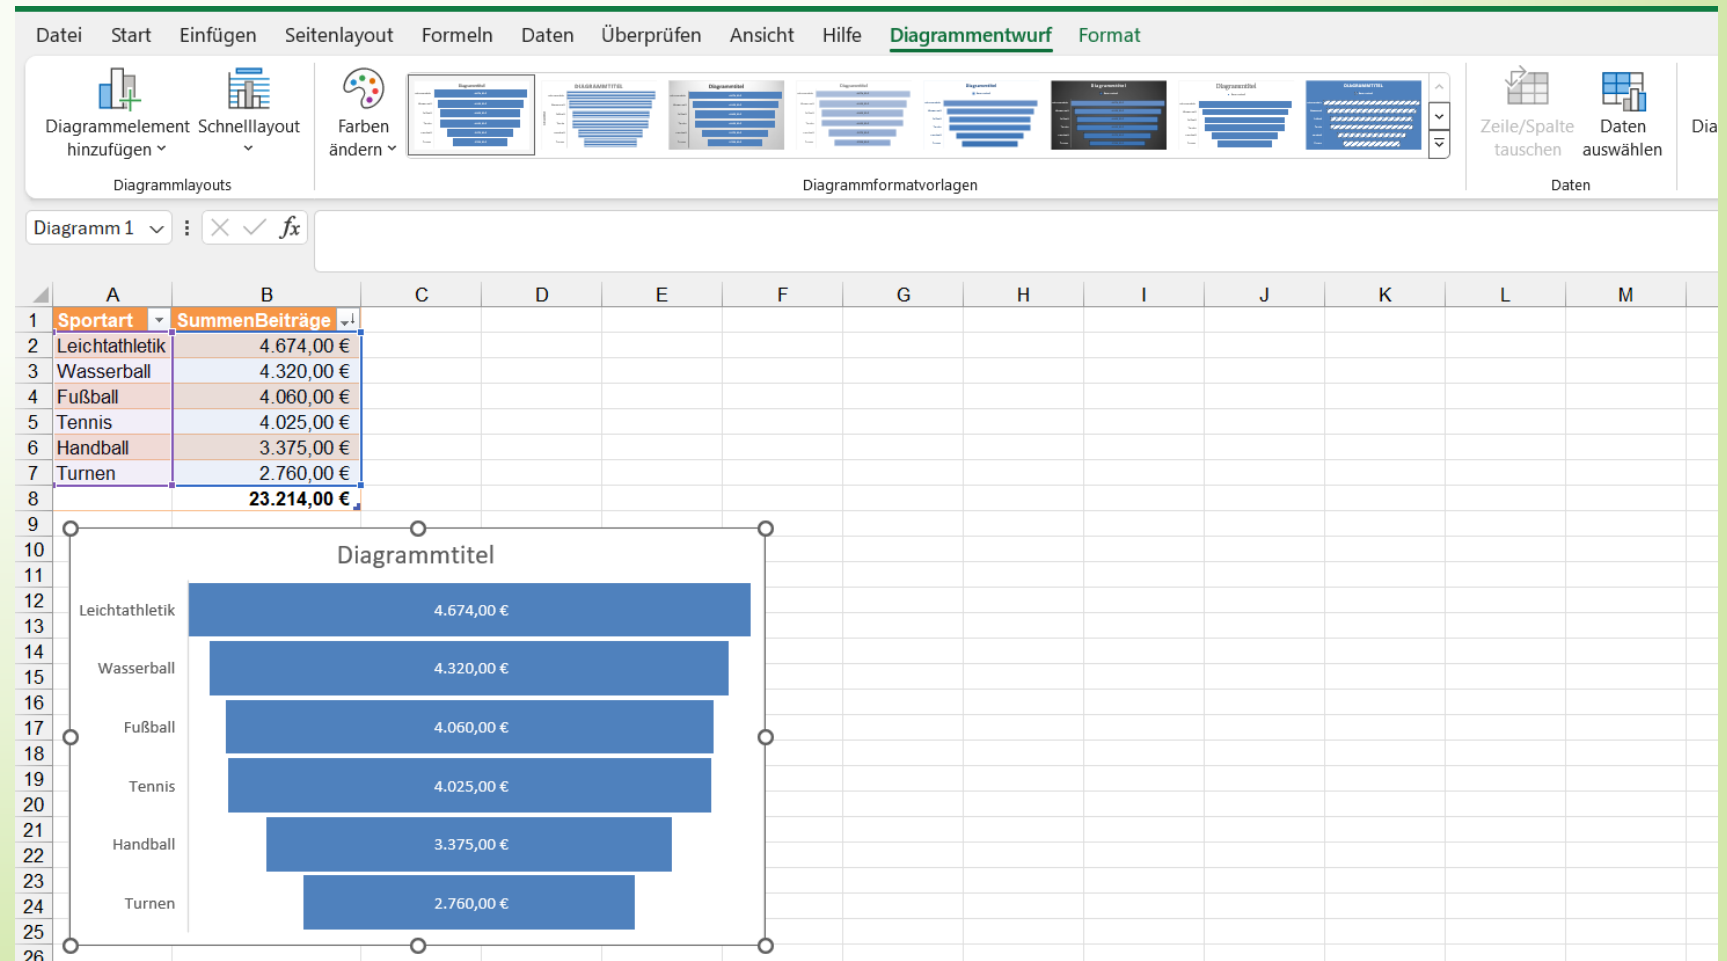 Datei Start Einfügen Seitenlayout Formeln Daten Überprüfen Ansicht Hilfe Diagrammentwurf Format
Diagrammelement hinzufügen
Schnelllayout
Farben ändern
Zeile/Spalte tauschen
Daten auswählen
Dia
Diagrammlayouts
Diagrammformatvorlagen
Daten
Diagramm 1 fx
A B C D E F G H I J K L M
1 Sportart SummenBeiträge
2 Leichtathletik 4.674,00 €
3 Wasserball 4.320,00 €
4 Fußball 4.060,00 €
5 Tennis 4.025,00 €
6 Handball 3.375,00 €
7 Turnen 2.760,00 €
8 23.214,00 €
9
10
11
12
13
14
15
16
17
18
19
20
21
22
23
24
25
26
Diagrammtitel
Leichtathletik 4.674,00 €
Wasserball 4.320,00 €
Fußball 4.060,00 €
Tennis 4.025,00 €
Handball 3.375,00 €
Turnen 2.760,00 €